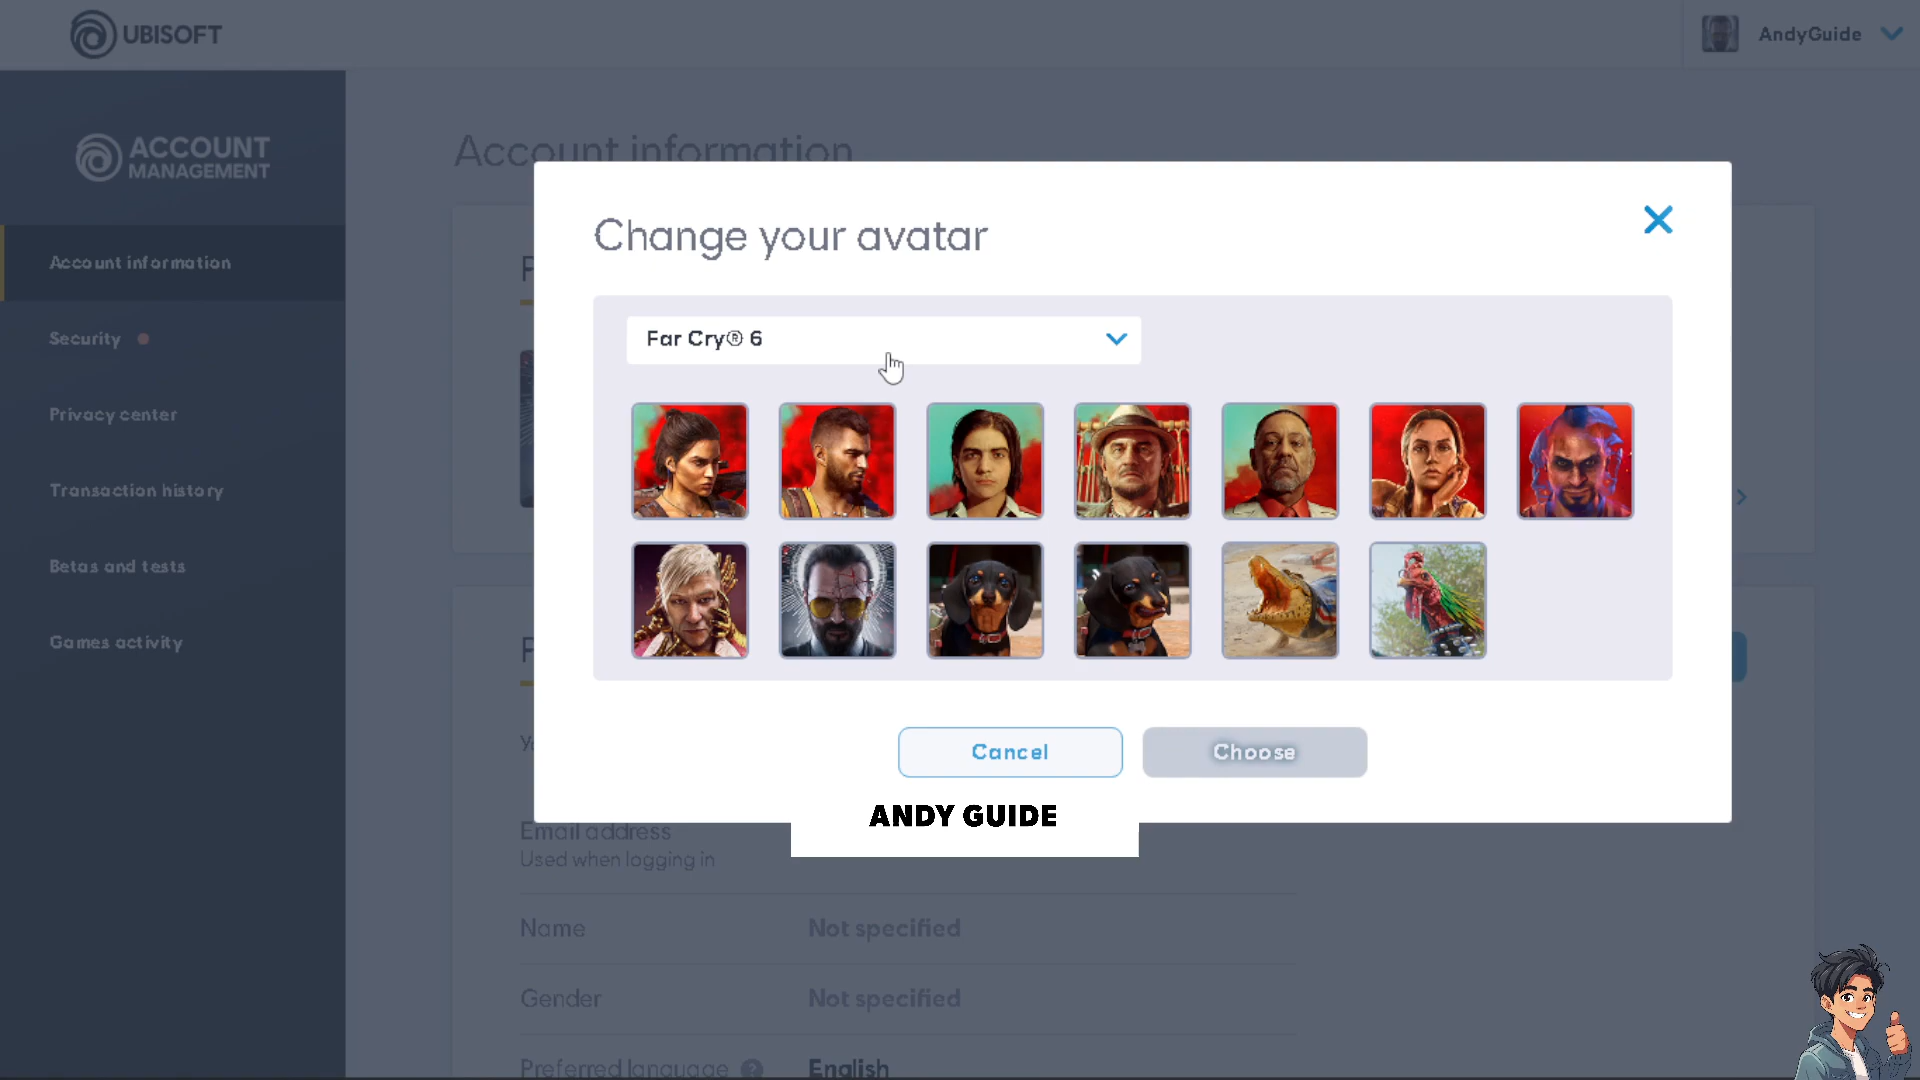 UBISOFT
AndyGuide
ACCOUNT
MANAGEMENT
Account information
Account information
Security
Privacy center
Transaction history
Betas and tests
Games activity
Change your avatar
Far Cry® 6
Cancel
Choose
ANDY GUIDE
Email address
Used when logging in
Name Not specified
Gender Not specified
Preferred language ? English